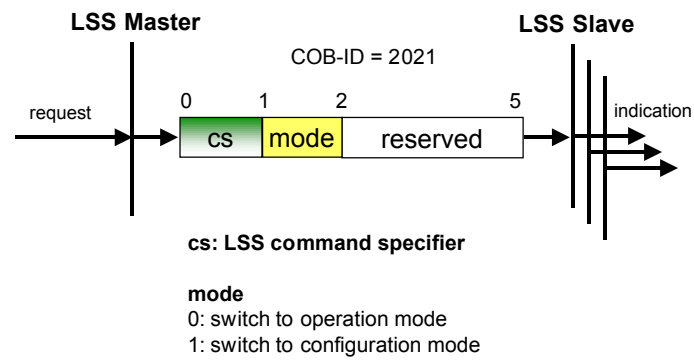 LSS Master
LSS Slave
COB-ID = 2021
request
0 1 2 5
indication
cs mode reserved
cs: LSS command specifier
mode
0: switch to operation mode
1: switch to configuration mode